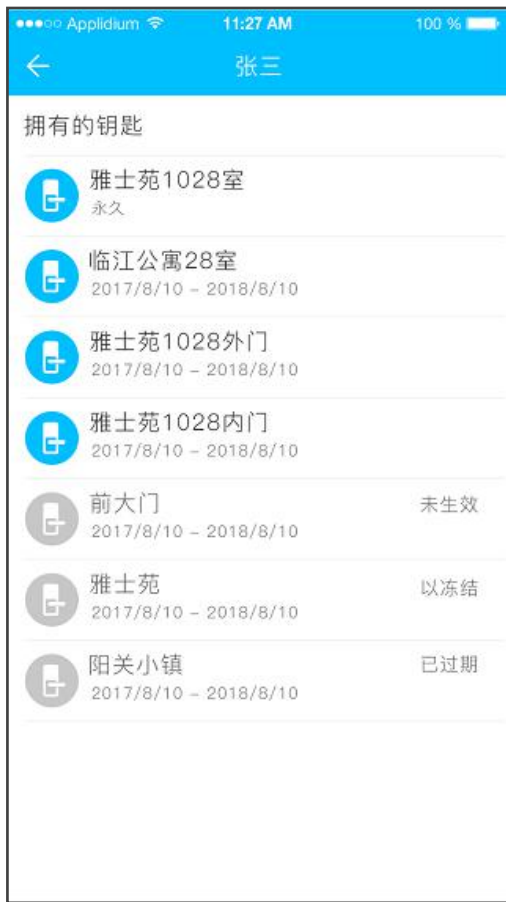 Applidium 11:27 AM 100 %
张三
拥有的钥匙
雅士苑1028室
永久
临江公寓28室
2017/8/10 – 2018/8/10
雅士苑1028外门
2017/8/10 – 2018/8/10
雅士苑1028内门
2017/8/10 – 2018/8/10
前大门 未生效
2017/8/10 – 2018/8/10
雅士苑 以冻结
2017/8/10 – 2018/8/10
阳关小镇 已过期
2017/8/10 – 2018/8/10